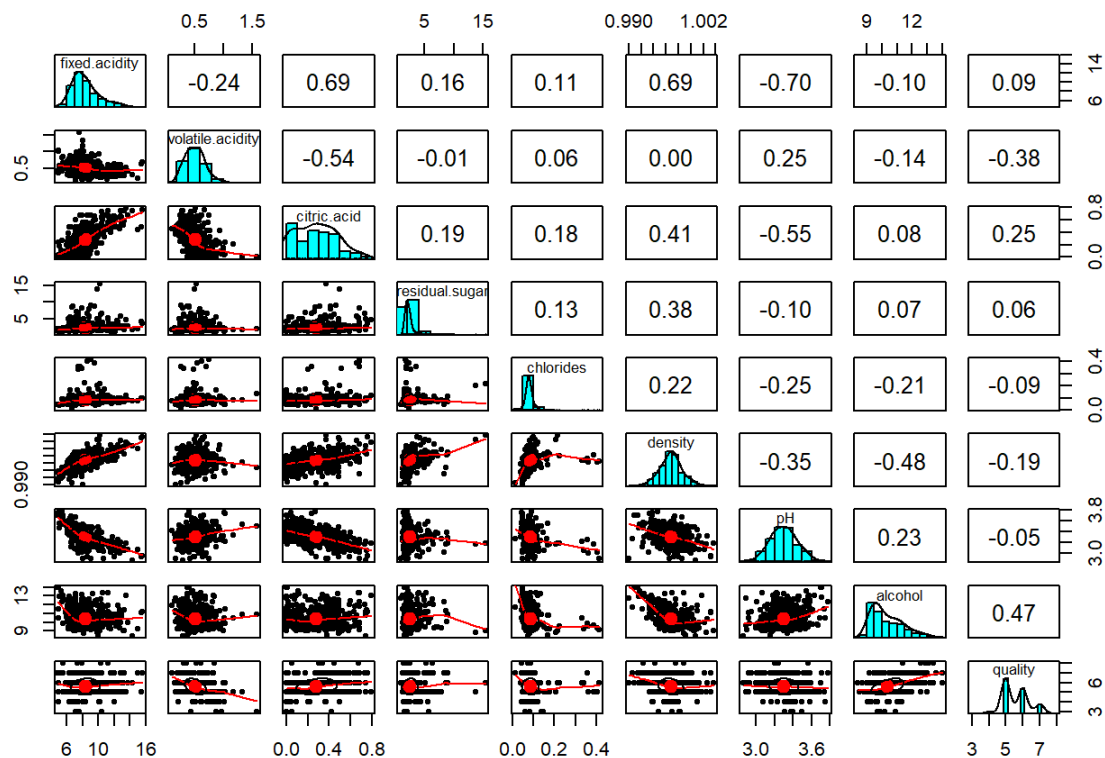 0.5 1.5 5 15 0.990 1.002 9 12
fixed.acidity -0.24 0.69 0.16 0.11 0.69 -0.70 -0.10 0.09 6 10 14
0.5 volatile.acidity -0.54 -0.01 0.06 0.00 0.25 -0.14 -0.38
citric.acid 0.19 0.18 0.41 -0.55 0.08 0.25 0.0 0.8
5 15 residual.sugar 0.13 0.38 -0.10 0.07 0.06
chlorides 0.22 -0.25 -0.21 -0.09 0.0 0.4
0.990 density -0.35 -0.48 -0.19
pH 0.23 -0.05 3.0 3.8
9 13 alcohol 0.47
quality 3 6
6 10 16 0.0 0.4 0.8 0.0 0.2 0.4 3.0 3.6 3 5 7